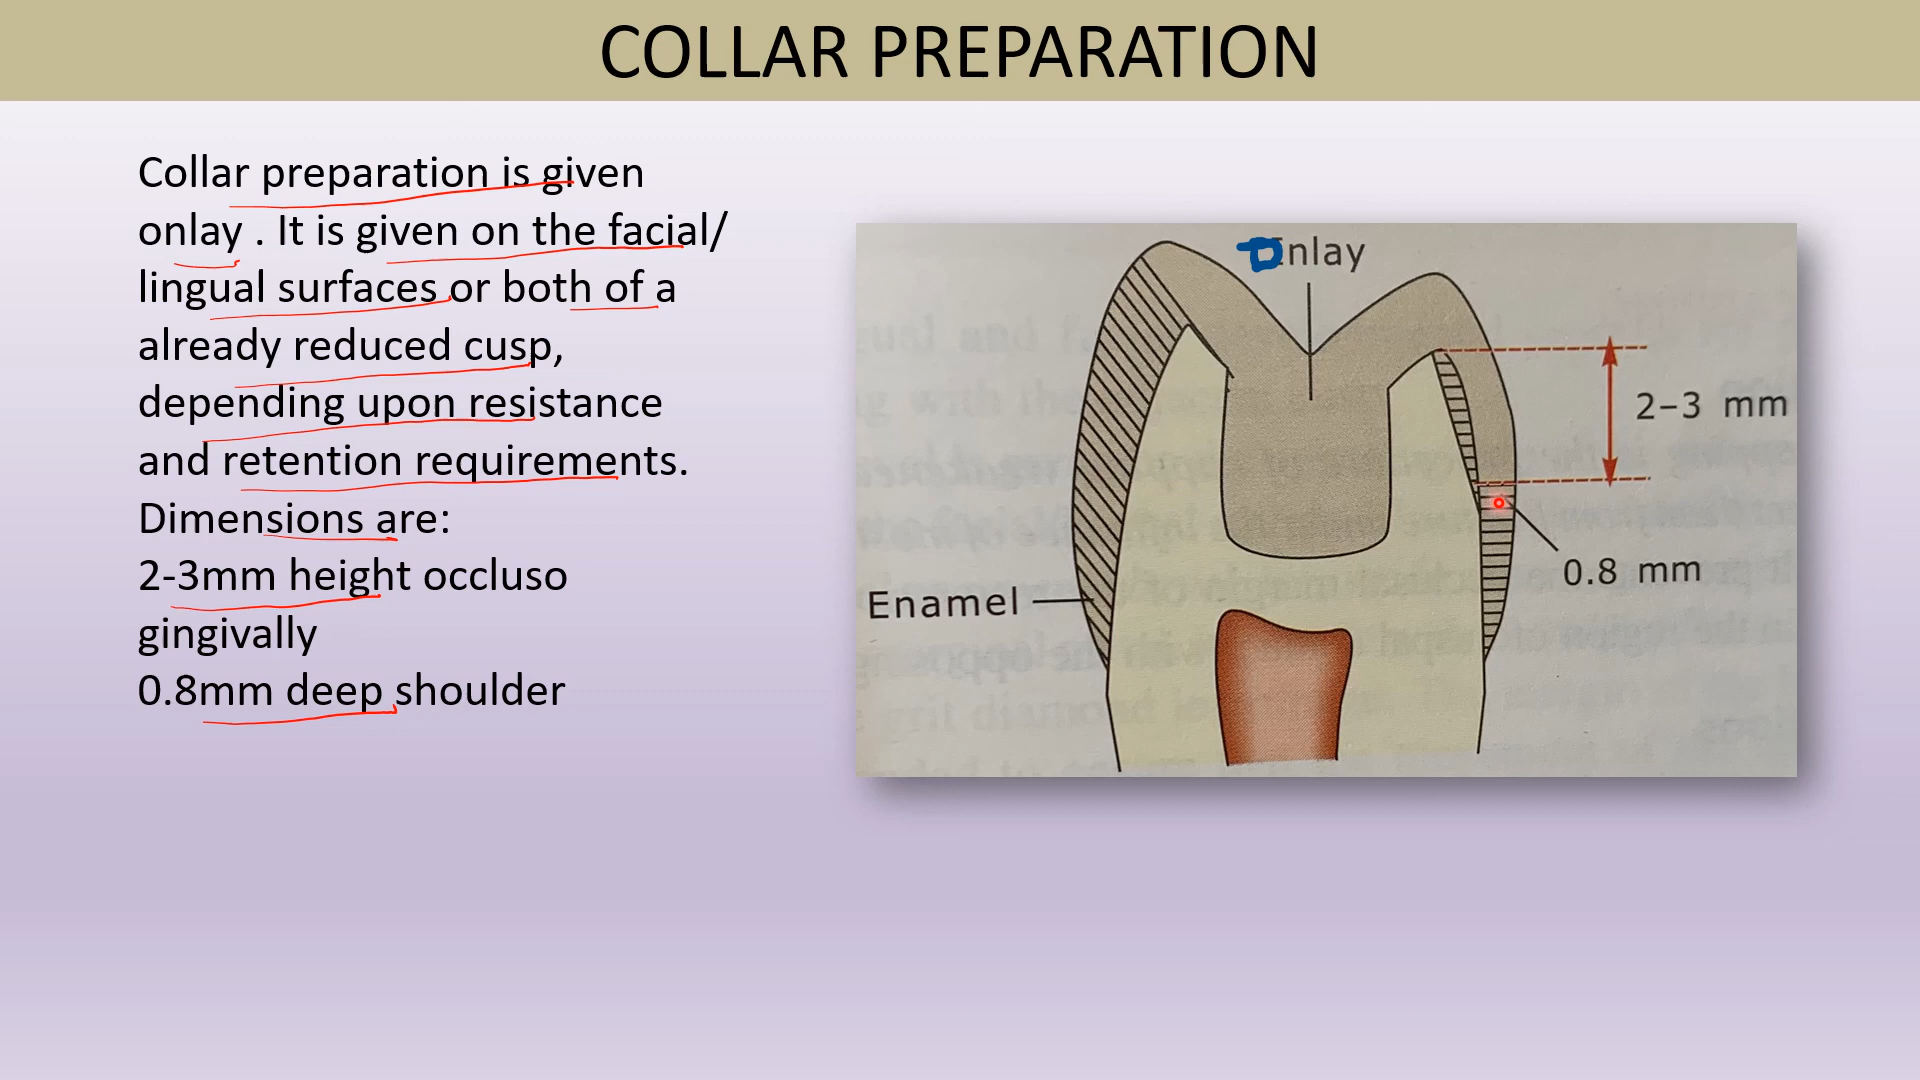 COLLAR PREPARATION
Collar preparation is given
onlay . It is given on the facial/
lingual surfaces or both of a
already reduced cusp,
depending upon resistance
and retention requirements.
Dimensions are:
2-3mm height occluso
gingivally
0.8mm deep shoulder
Inlay
2–3 mm
0.8 mm
Enamel